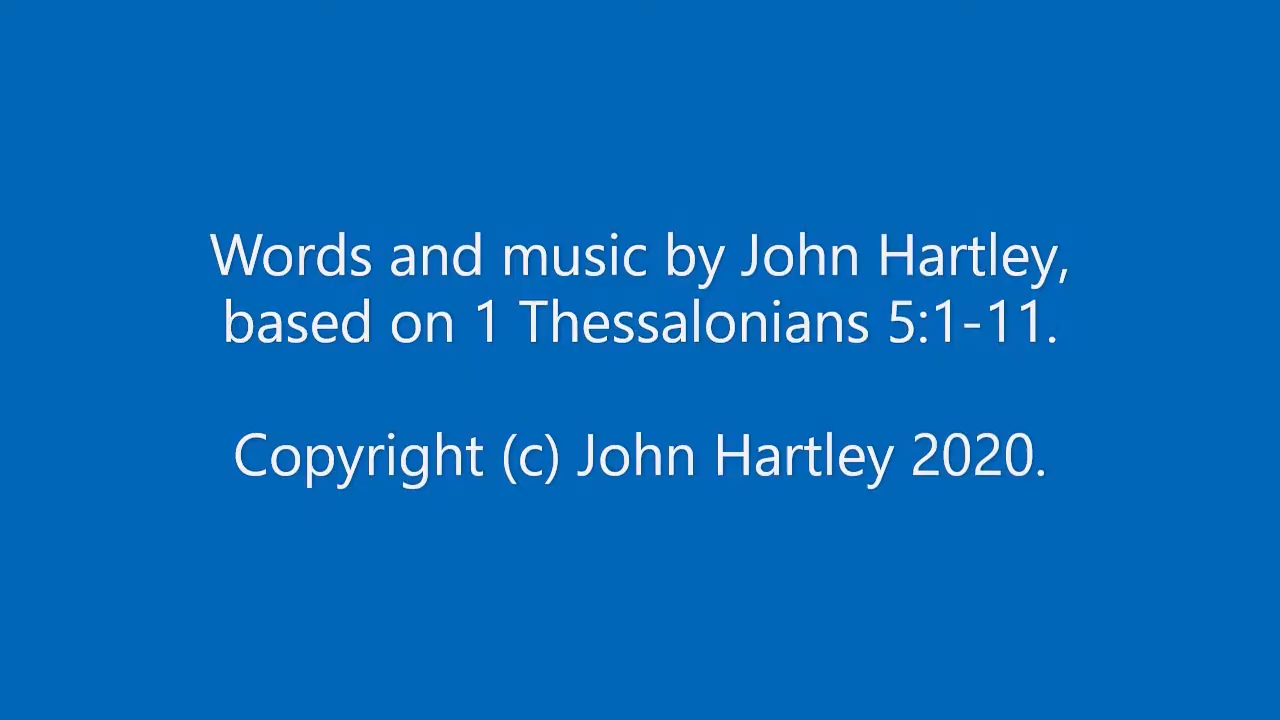 Words and music by John Hartley,
based on 1 Thessalonians 5:1-11.
Copyright (c) John Hartley 2020.